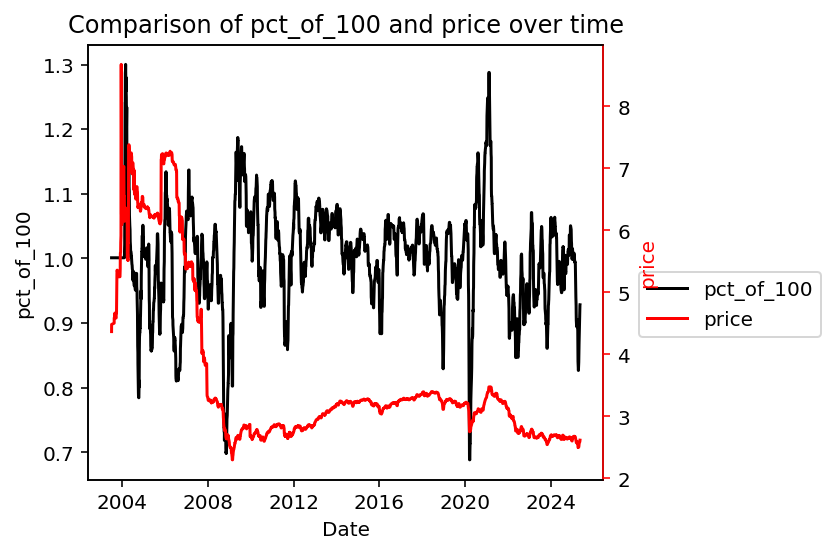 Comparison of pct_of_100 and price over time
1.3
1.2
1.1
1.0
0.9
0.8
0.7
pct_of_100
8
7
6
5
4
3
2
price
pct_of_100
price
2004 2008 2012 2016 2020 2024
Date